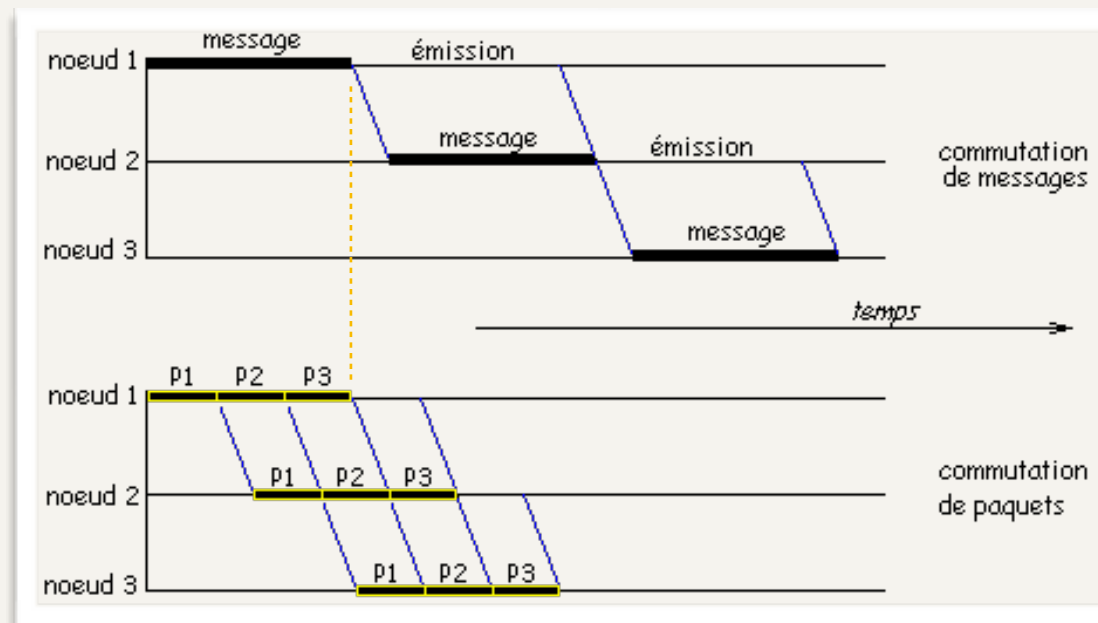 message
noeud 1
émission
noeud 2
message
émission
commutation
de messages
noeud 3
message
temps
P1 P2 P3
noeud 1
P1 P2 P3
noeud 2
commutation
de paquets
P1 P2 P3
noeud 3